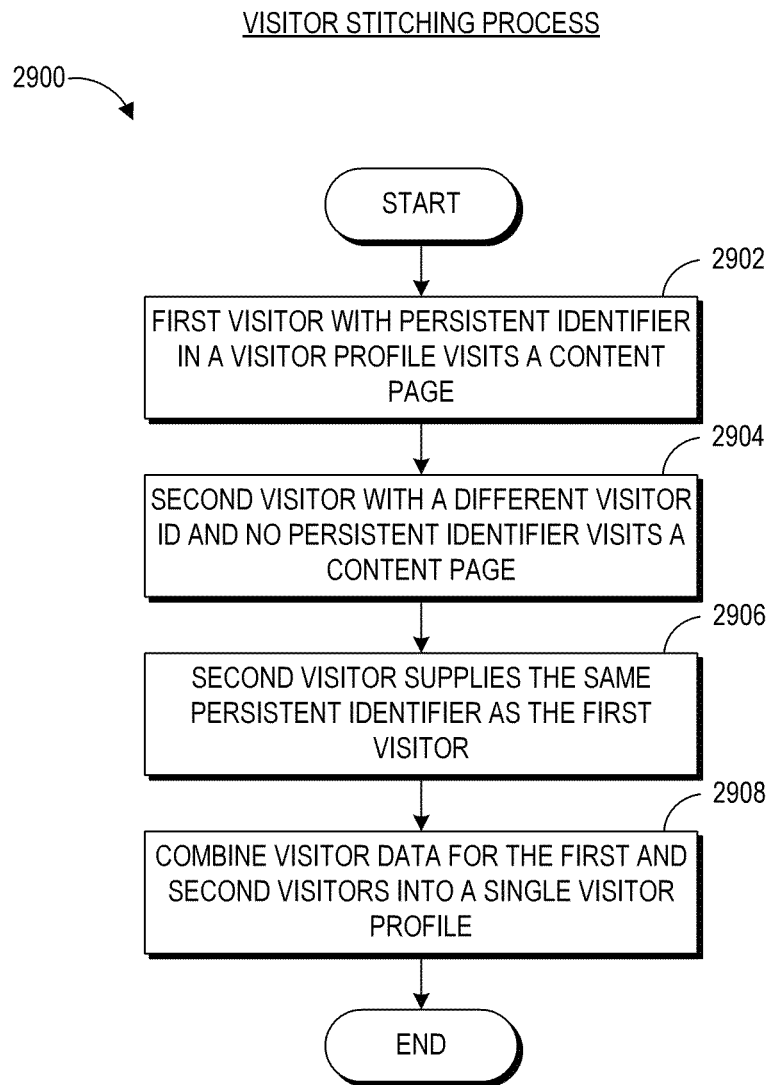 VISITOR STITCHING PROCESS
2900
START
2902
FIRST VISITOR WITH PERSISTENT IDENTIFIER
IN A VISITOR PROFILE VISITS A CONTENT
PAGE
2904
SECOND VISITOR WITH A DIFFERENT VISITOR
ID AND NO PERSISTENT IDENTIFIER VISITS A
CONTENT PAGE
2906
SECOND VISITOR SUPPLIES THE SAME
PERSISTENT IDENTIFIER AS THE FIRST
VISITOR
2908
COMBINE VISITOR DATA FOR THE FIRST AND
SECOND VISITORS INTO A SINGLE VISITOR
PROFILE
END